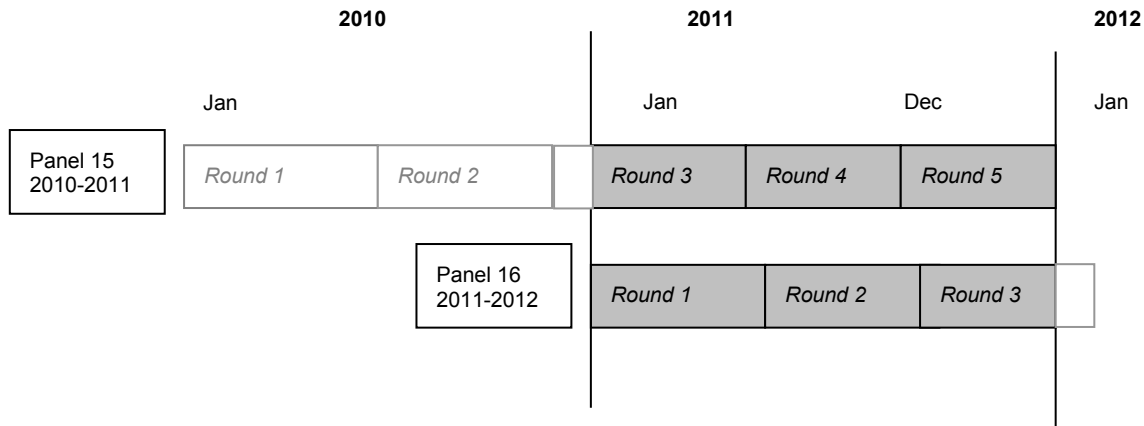 2010 2011 2012
Jan Jan Dec Jan
Panel 15
2010-2011
Round 1 Round 2 Round 3 Round 4 Round 5
Panel 16
2011-2012
Round 1 Round 2 Round 3